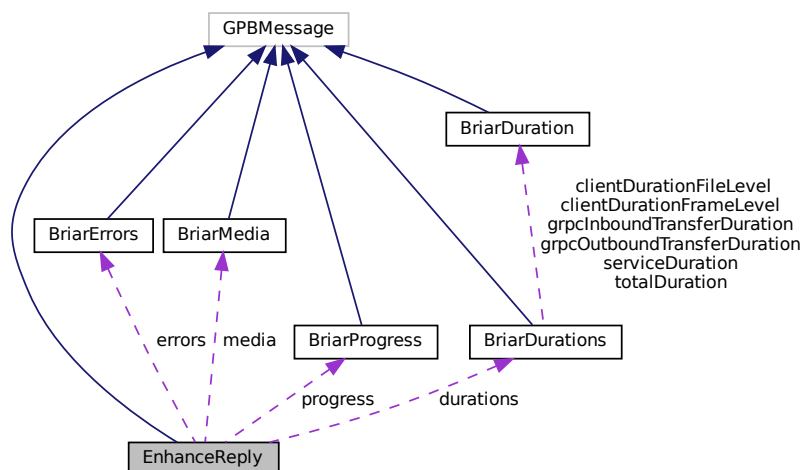 GPBMessage
BriarDuration
clientDurationFileLevel
clientDurationFrameLevel
grpcInboundTransferDuration
grpcOutboundTransferDuration
serviceDuration
totalDuration
BriarErrors
BriarMedia
errors
media
BriarProgress
BriarDurations
progress
durations
EnhanceReply